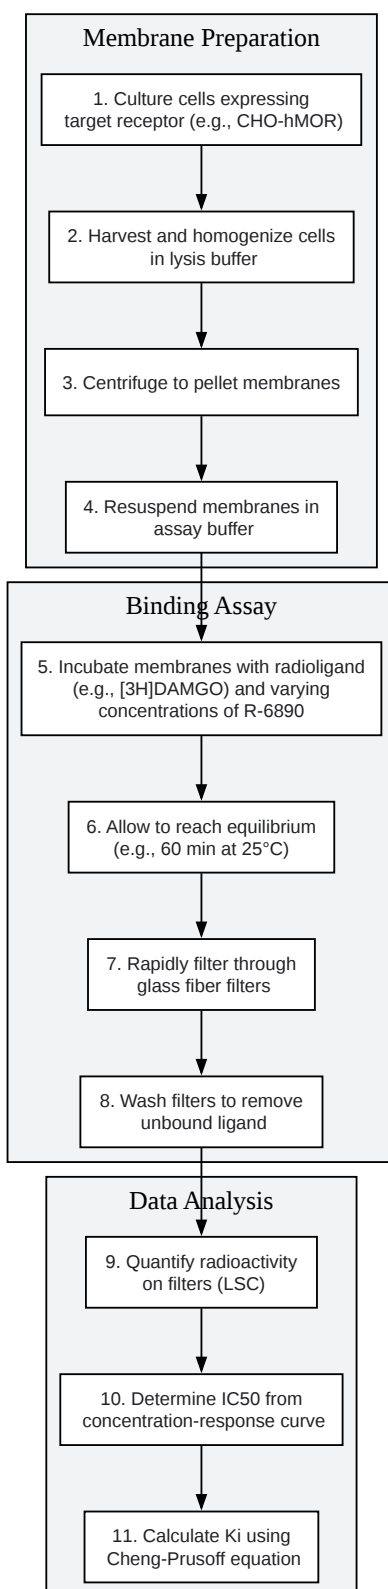 Membrane Preparation
1. Culture cells expressing
target receptor (e.g., CHO-hMOR)
2. Harvest and homogenize cells
in lysis buffer
3. Centrifuge to pellet membranes
4. Resuspend membranes in
assay buffer
Binding Assay
5. Incubate membranes with radioligand
(e.g., [3H]DAMGO) and varying
concentrations of R-6890
6. Allow to reach equilibrium
(e.g., 60 min at 25°C)
7. Rapidly filter through
glass fiber filters
8. Wash filters to remove
unbound ligand
Data Analysis
9. Quantify radioactivity
on filters (LSC)
10. Determine IC50 from
concentration-response curve
11. Calculate Ki using
Cheng-Prusoff equation